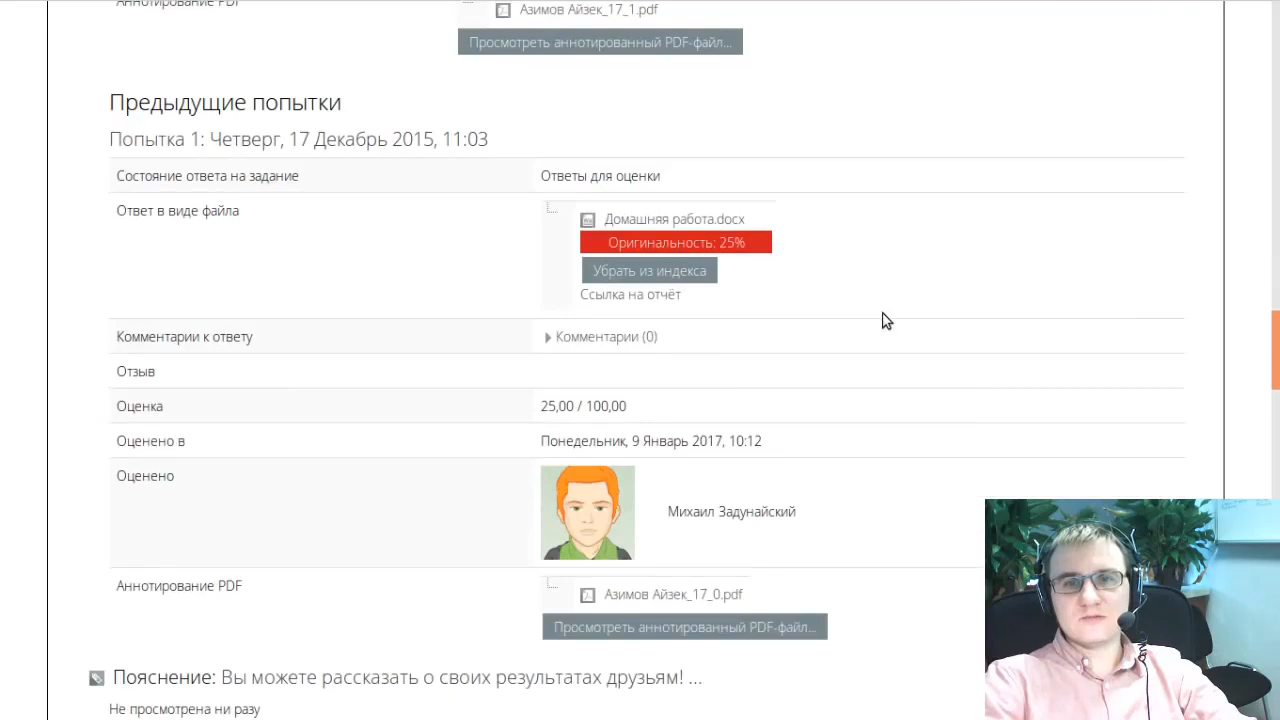 Аннотирование PDF
Азимов Айзек_17_1.pdf
Просмотреть аннотированный PDF-файл...
Предыдущие попытки
Попытка 1: Четверг, 17 Декабрь 2015, 11:03
Состояние ответа на задание
Ответы для оценки
Ответ в виде файла
Домашняя работа.docx
Оригинальность: 25%
Убрать из индекса
Ссылка на отчёт
Комментарии к ответу
Комментарии (0)
Отзыв
Оценка
25,00 / 100,00
Оценено в
Понедельник, 9 Январь 2017, 10:12
Оценено
Михаил Задунайский
Аннотирование PDF
Азимов Айзек_17_0.pdf
Просмотреть аннотированный PDF-файл...
Пояснение: Вы можете рассказать о своих результатах друзьям! ...
Не просмотрена ни разу